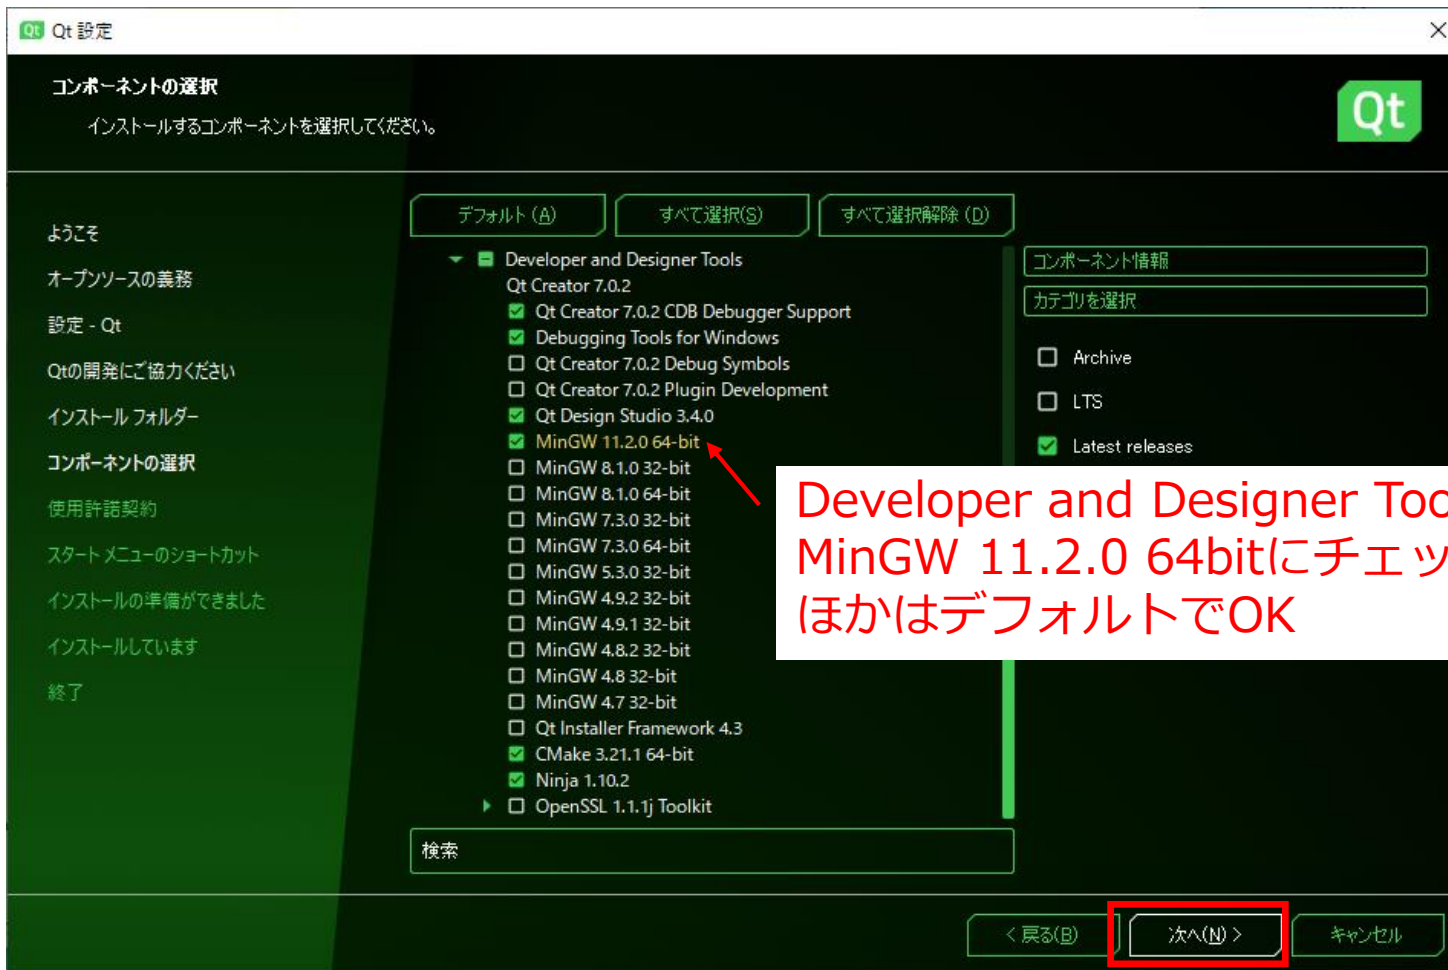 Qt Qt 設定
コンポーネントの選択
インストールするコンポーネントを選択してください。
Qt
ようこそ
オープンソースの義務
設定 - Qt
Qtの開発にご協力ください
インストール フォルダー
コンポーネントの選択
使用許諾契約
スタート メニューのショートカット
インストールの準備ができました
インストールしています
終了
デフォルト (A)
すべて選択(S)
すべて選択解除 (D)
Developer and Designer Tools
Qt Creator 7.0.2
Qt Creator 7.0.2 CDB Debugger Support
Debugging Tools for Windows
Qt Creator 7.0.2 Debug Symbols
Qt Creator 7.0.2 Plugin Development
Qt Design Studio 3.4.0
MinGW 11.2.0 64-bit
MinGW 8.1.0 32-bit
MinGW 8.1.0 64-bit
MinGW 7.3.0 32-bit
MinGW 7.3.0 64-bit
MinGW 5.3.0 32-bit
MinGW 4.9.2 32-bit
MinGW 4.9.1 32-bit
MinGW 4.8.2 32-bit
MinGW 4.8 32-bit
MinGW 4.7 32-bit
Qt Installer Framework 4.3
CMake 3.21.1 64-bit
Ninja 1.10.2
OpenSSL 1.1.1j Toolkit
検索
コンポーネント情報
カテゴリを選択
Archive
LTS
Latest releases
Developer and Designer Too
MinGW 11.2.0 64bitにチェッ
ほかはデフォルトでOK
< 戻る(B)
次へ(N) >
キャンセル